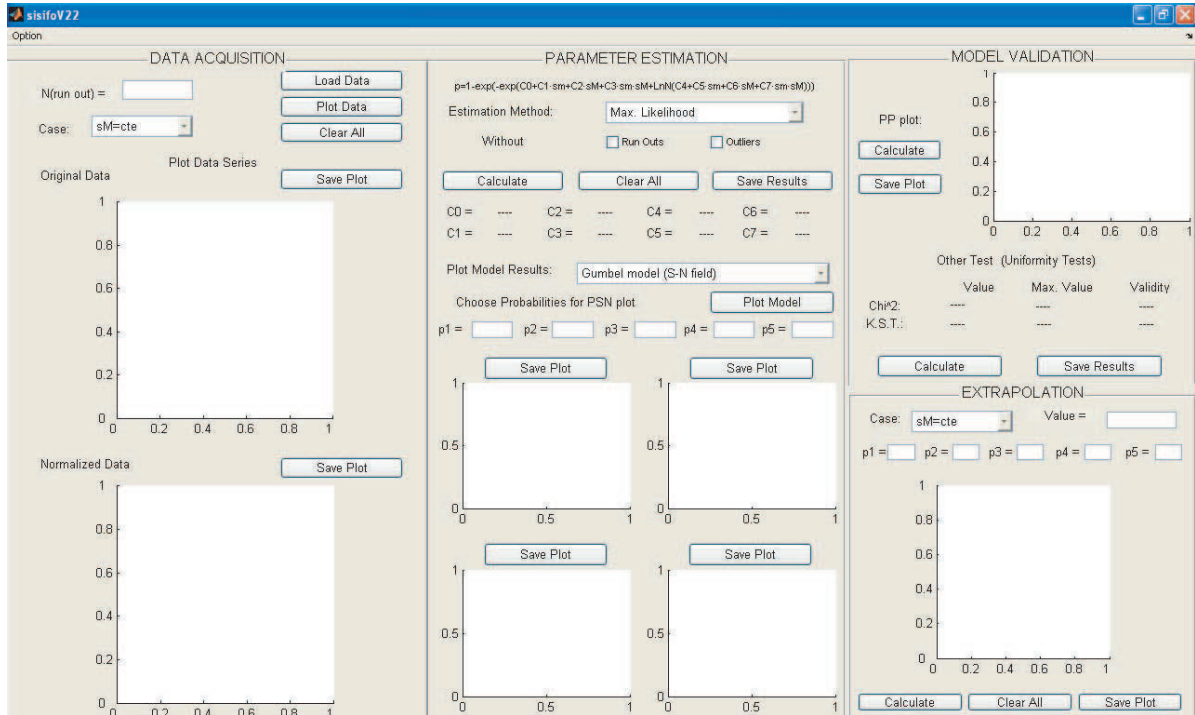 sisifoV22
Option
DATA ACQUISITION
N(run out) =
Load Data
Plot Data
Case: sM=cte
Clear All
Plot Data Series
Original Data
Save Plot
1
0.8
0.6
0.4
0.2
0
0 0.2 0.4 0.6 0.8 1
Normalized Data
Save Plot
1
0.8
0.6
0.4
0.2
0
0 0.2 0.4 0.6 0.8 1
PARAMETER ESTIMATION
p=1-exp(-exp(C0+C1·sm+C2·sM+C3·sm·sM+LnN(C4+C5·sm+C6·sM+C7·sm·sM)))
Estimation Method: Max. Likelihood
Without Run Outs Outliers
Calculate Clear All Save Results
C0 = ---- C2 = ---- C4 = ---- C6 = ----
C1 = ---- C3 = ---- C5 = ---- C7 = ----
Plot Model Results: Gumbel model (S-N field)
Choose Probabilities for PSN plot Plot Model
p1 = p2 = p3 = p4 = p5 =
Save Plot Save Plot
1 1
0.5 0.5
0 0
0 0.5 1 0 0.5 1
Save Plot Save Plot
1 1
0.5 0.5
0 0
0 0.5 1 0 0.5 1
MODEL VALIDATION
PP plot:
Calculate
Save Plot
1
0.8
0.6
0.4
0.2
0
0 0.2 0.4 0.6 0.8 1
Other Test (Uniformity Tests)
Value Max. Value Validity
Chi^2: ---- ---- ----
K.S.T.: ---- ---- ----
Calculate Save Results
EXTRAPOLATION
Case: sM=cte Value =
p1 = p2 = p3 = p4 = p5 =
1
0.8
0.6
0.4
0.2
0
0 0.2 0.4 0.6 0.8 1
Calculate Clear All Save Plot